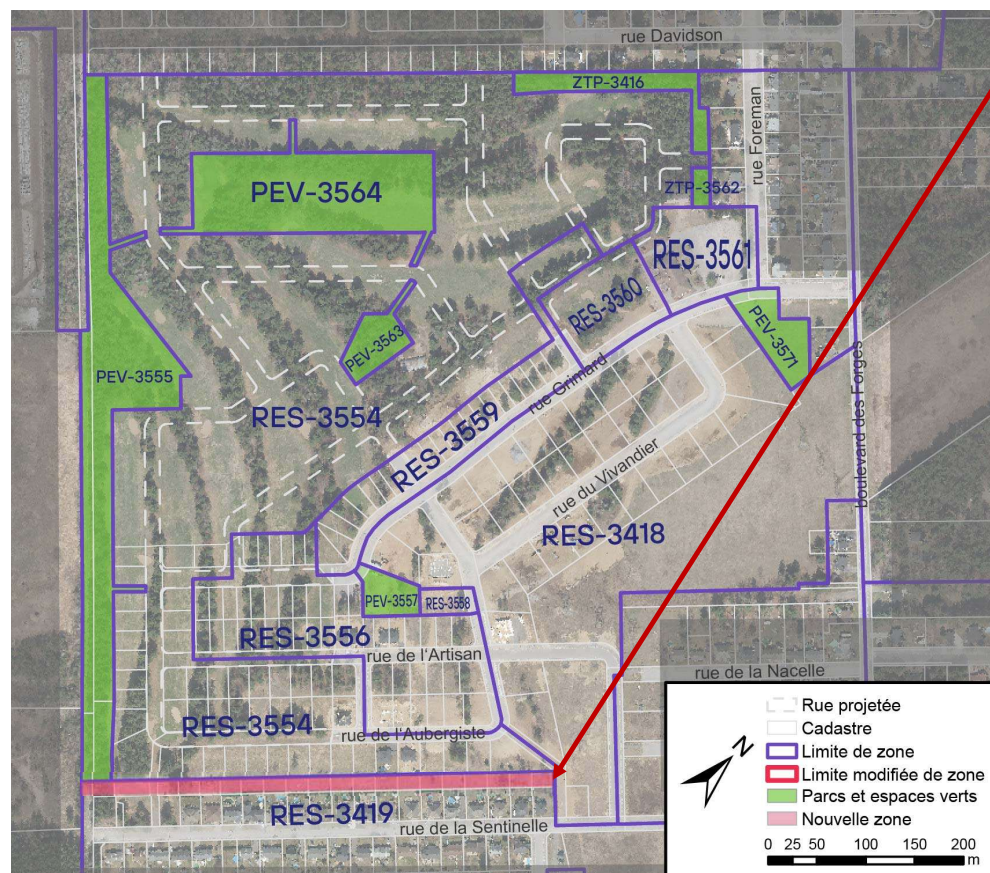 rue Davidson
ZTP-3416
rue Foreman
PEV-3564
ZTP-3562
RES-3561
RES-3560
PEV-3571
PEV-3563
PEV-3555
RES-3554
rue Grimard
boulevard des Forges
RES-3559
rue du Vivandier
RES-3418
PEV-3557
RES-3558
RES-3556
rue de l'Artisan
rue de la Nacelle
RES-3554
rue de l'Aubergiste
RES-3419
rue de la Sentinelle
N
Rue projetée
Cadastre
Limite de zone
Limite modifiée de zone
Parcs et espaces verts
Nouvelle zone
0 25 50 100 150 200
m